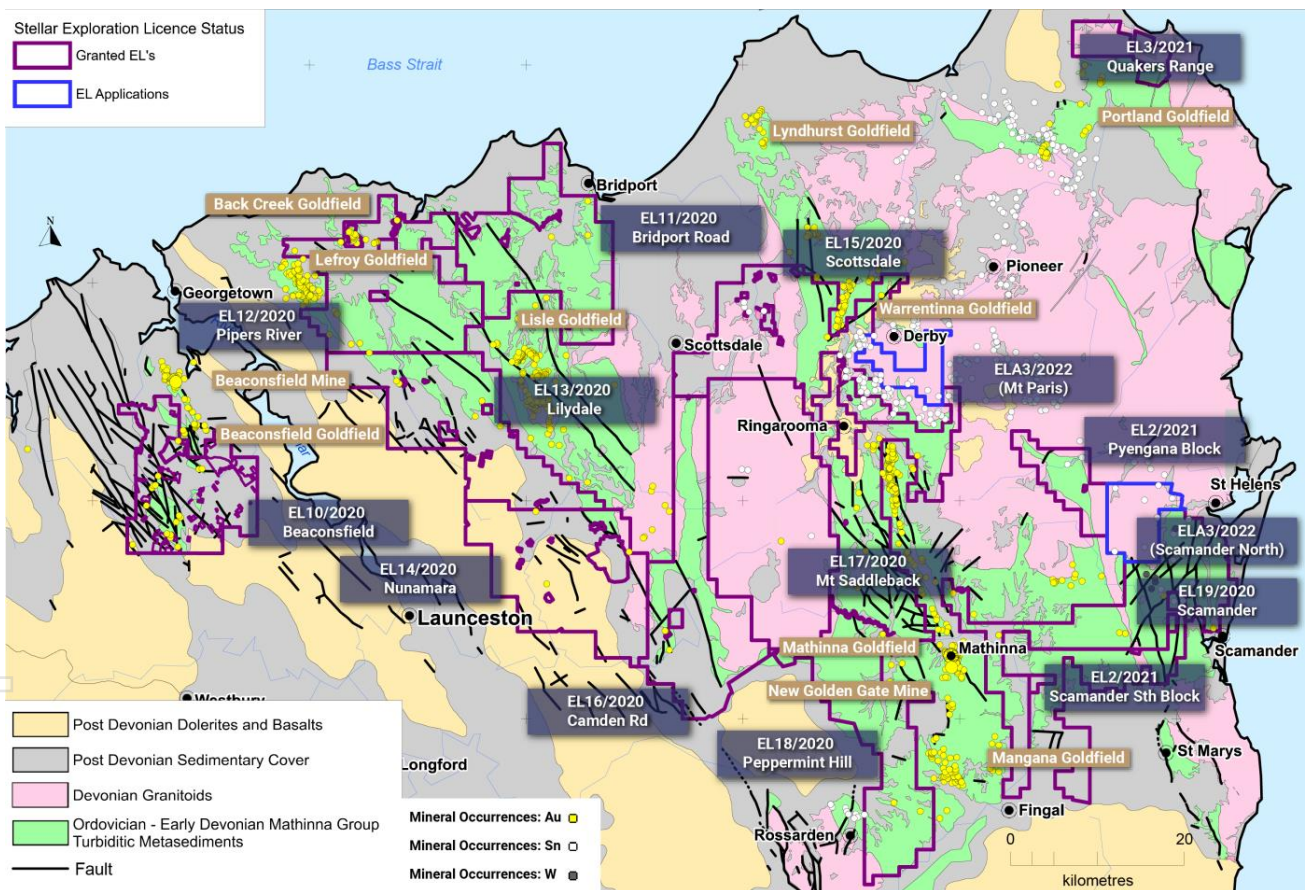 Stellar Exploration Licence Status
Granted EL's
EL Applications
Bass Strait
EL3/2021
Quakers Range
Portland Goldfield
Lyndhurst Goldfield
Bridport
Back Creek Goldfield
EL11/2020
Bridport Road
N
EL15/2020
Scottsdale
Lefroy Goldfield
Pioneer
Georgetown
Warrentinna Goldfield
EL12/2020
Pipers River
Lisle Goldfield
Derby
Scottsdale
Beaconsfield Mine
EL13/2020
Lilydale
ELA3/2022
(Mt Paris)
Ringarooma
Beaconsfield Goldfield
EL2/2021
Pyengana Block
St Helens
EL10/2020
Beaconsfield
ELA3/2022
(Scamander North)
EL14/2020
Nunamara
EL17/2020
Mt Saddleback
EL19/2020
Scamander
Launceston
Mathinna Goldfield
Mathinna
Scamander
New Golden Gate Mine
EL2/2021
Scamander Sth Block
Westbury
EL16/2020
Camden Rd
EL18/2020
Peppermint Hill
Mangana Goldfield
St Marys
Longford
Fingal
Rossarden
Post Devonian Dolerites and Basalts
Post Devonian Sedimentary Cover
Devonian Granitoids
Ordovician - Early Devonian Mathinna Group
Turbiditic Metasediments
Fault
Mineral Occurrences: Au
Mineral Occurrences: Sn
Mineral Occurrences: W
0 20
kilometres